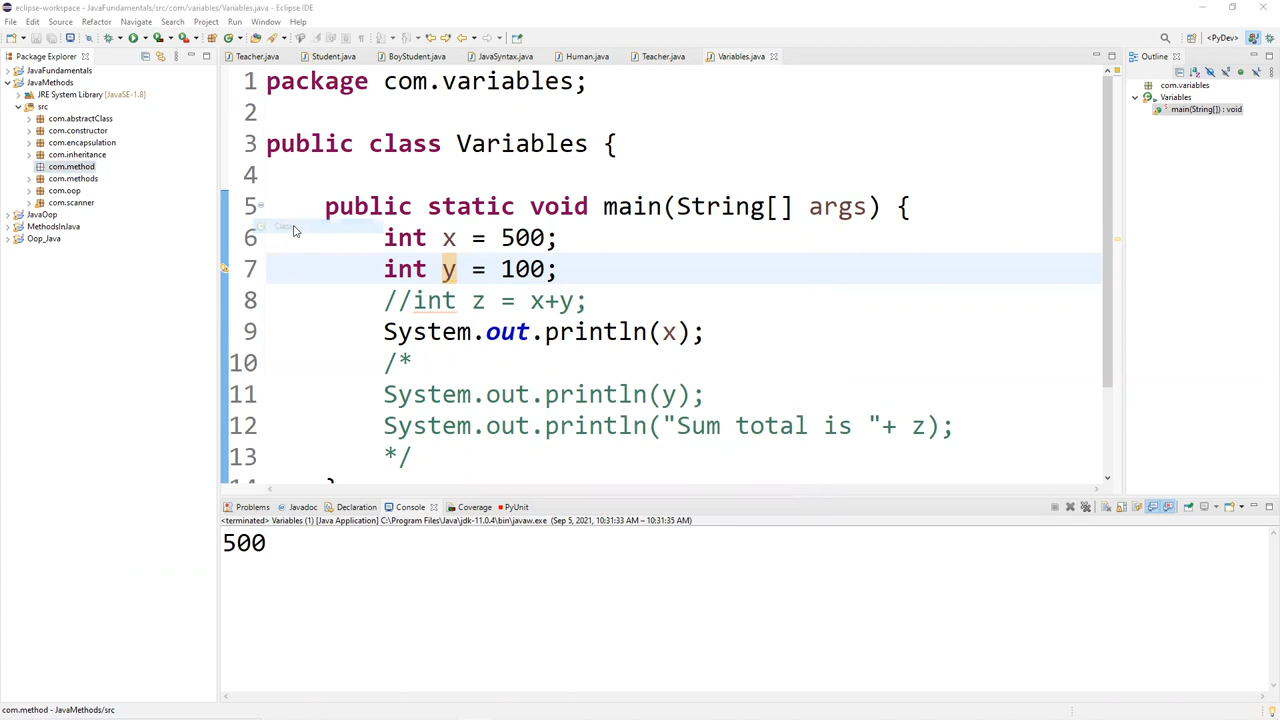 eclipse-workspace - JavaFundamentals/src/com/variables/Variables.java - Eclipse IDE
File Edit Source Refactor Navigate Search Project Run Window Help
<PyDev>
Package Explorer
JavaFundamentals
JavaMethods
JRE System Library [JavaSE-1.8]
src
com.abstractClass
com.constructor
com.encapsulation
com.inheritance
com.method
com.methods
com.oop
com.scanner
JavaOop
MethodsInJava
Oop_Java
Teacher.java Student.java BoyStudent.java JavaSyntax.java Human.java Teacher.java Variables.java
1 package com.variables;
2
3 public class Variables {
4
5 public static void main(String[] args) {
Class
6 int x = 500;
7 int y = 100;
8 //int z = x+y;
9 System.out.println(x);
10 /*
11 System.out.println(y);
12 System.out.println("Sum total is "+ z);
13 */
14 }
Outline
com.variables
Variables
main(String[]) : void
Problems Javadoc Declaration Console Coverage PyUnit
<terminated> Variables (1) [Java Application] C:\Program Files\Java\jdk-11.0.4\bin\javaw.exe (Sep 5, 2021, 10:31:33 AM – 10:31:35 AM)
500
com.method - JavaMethods/src